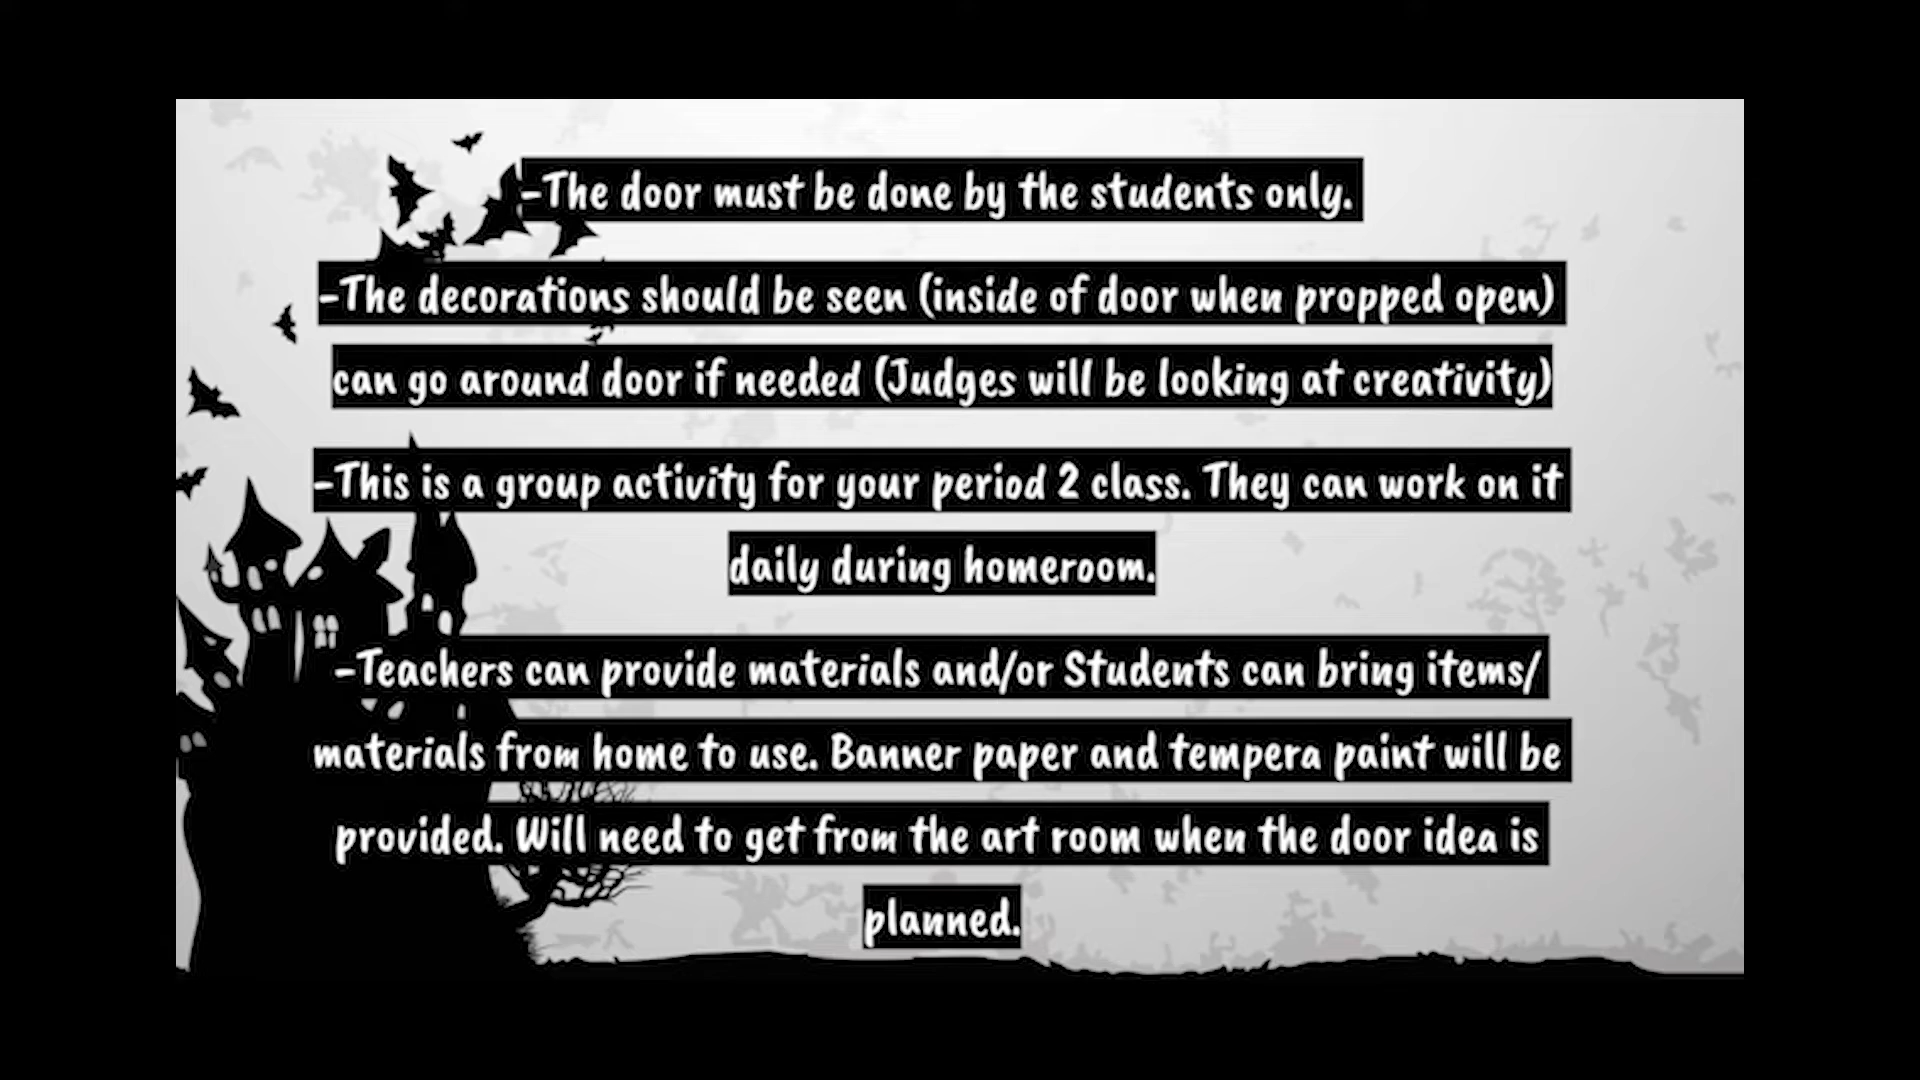 -The door must be done by the students only.
-The decorations should be seen (inside of door when propped open)
can go around door if needed (Judges will be looking at creativity)
-This is a group activity for your period 2 class. They can work on it
daily during homeroom.
-Teachers can provide materials and/or Students can bring items/
materials from home to use. Banner paper and tempera paint will be
provided. Will need to get from the art room when the door idea is
planned.